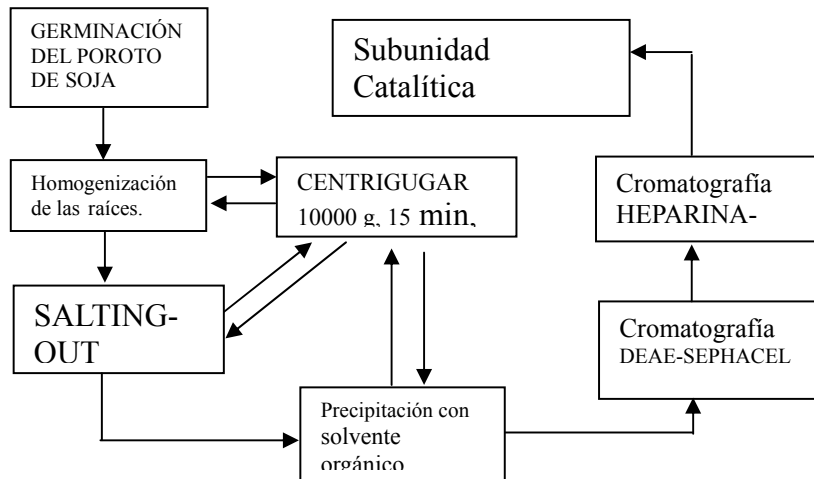 GERMINACIÓN
DEL POROTO
DE SOJA
Subunidad
Catalítica
Homogenización
de las raíces.
CENTRIGUGAR
10000 g, 15 min,
Cromatografía
HEPARINA-
SALTING-
OUT
Cromatografía
DEAE-SEPHACEL
Precipitación con
solvente
orgánico